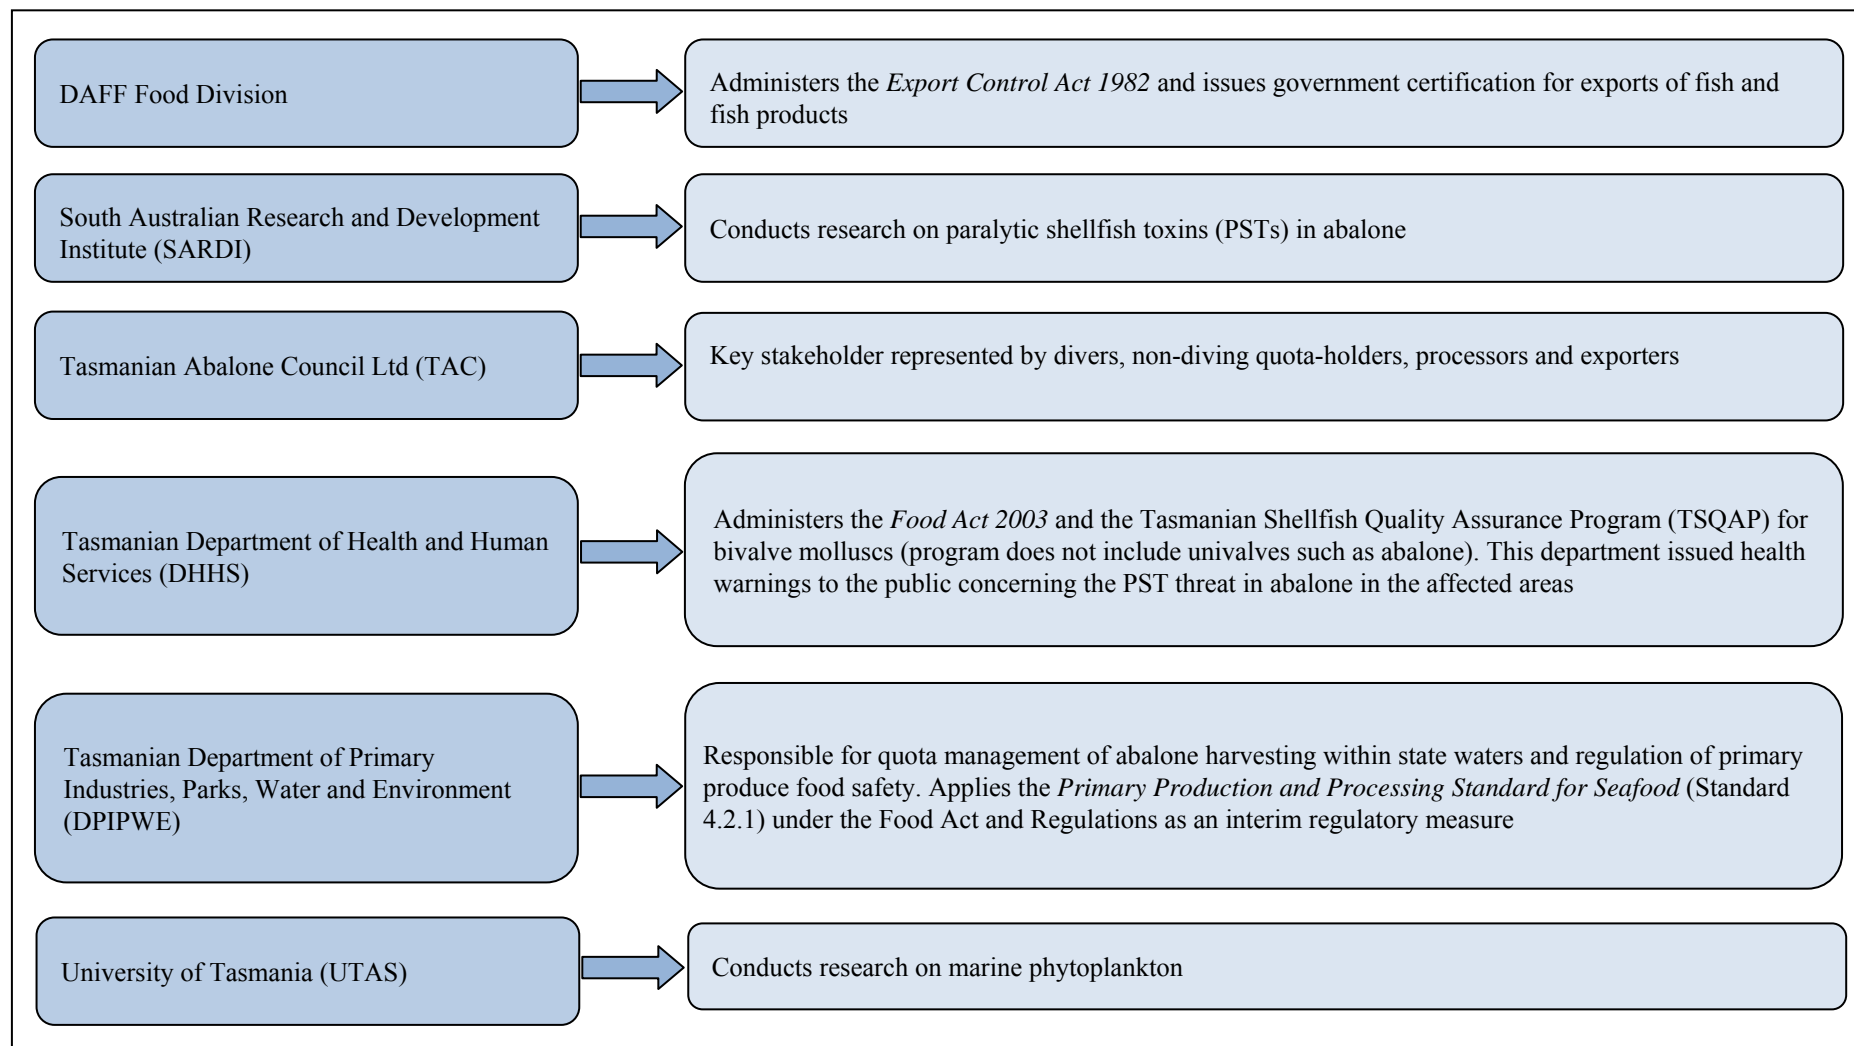 DAFF Food Division
Administers the Export Control Act 1982 and issues government certification for exports of fish and
fish products
South Australian Research and Development
Institute (SARDI)
Conducts research on paralytic shellfish toxins (PSTs) in abalone
Tasmanian Abalone Council Ltd (TAC)
Key stakeholder represented by divers, non-diving quota-holders, processors and exporters
Tasmanian Department of Health and Human
Services (DHHS)
Administers the Food Act 2003 and the Tasmanian Shellfish Quality Assurance Program (TSQAP) for
bivalve molluscs (program does not include univalves such as abalone). This department issued health
warnings to the public concerning the PST threat in abalone in the affected areas
Tasmanian Department of Primary
Industries, Parks, Water and Environment
(DPIPWE)
Responsible for quota management of abalone harvesting within state waters and regulation of primary
produce food safety. Applies the Primary Production and Processing Standard for Seafood (Standard
4.2.1) under the Food Act and Regulations as an interim regulatory measure
University of Tasmania (UTAS)
Conducts research on marine phytoplankton